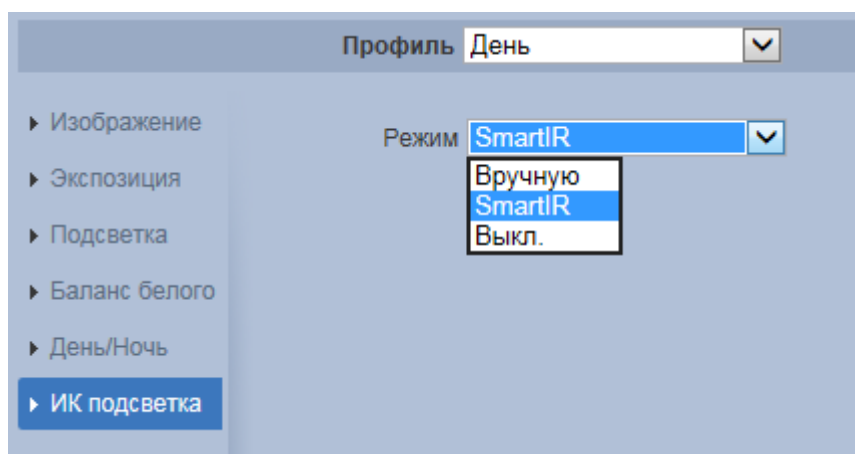 Профиль День
Изображение
Режим SmartIR
Вручную
Экспозиция
SmartIR
Подсветка
Выкл.
Баланс белого
День/Ночь
ИК подсветка